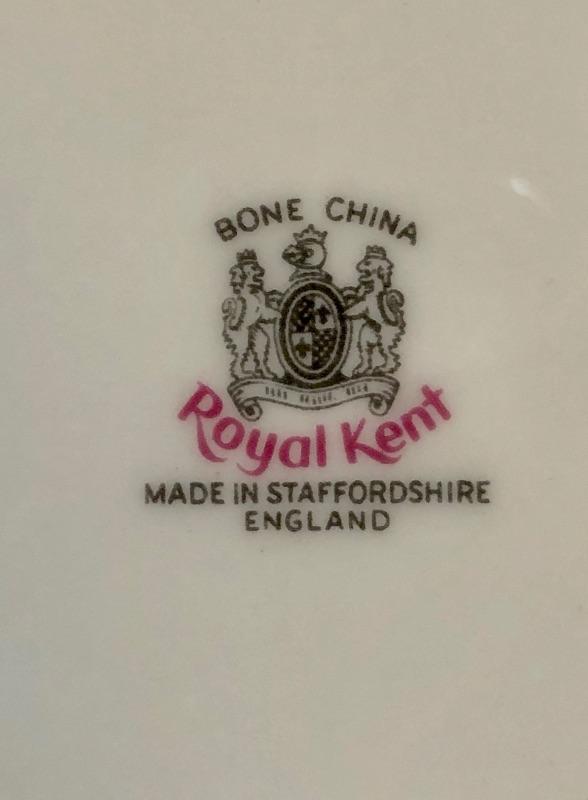 BONE CHINA
Royal Kent
MADE IN STAFFORDSHIRE
ENGLAND